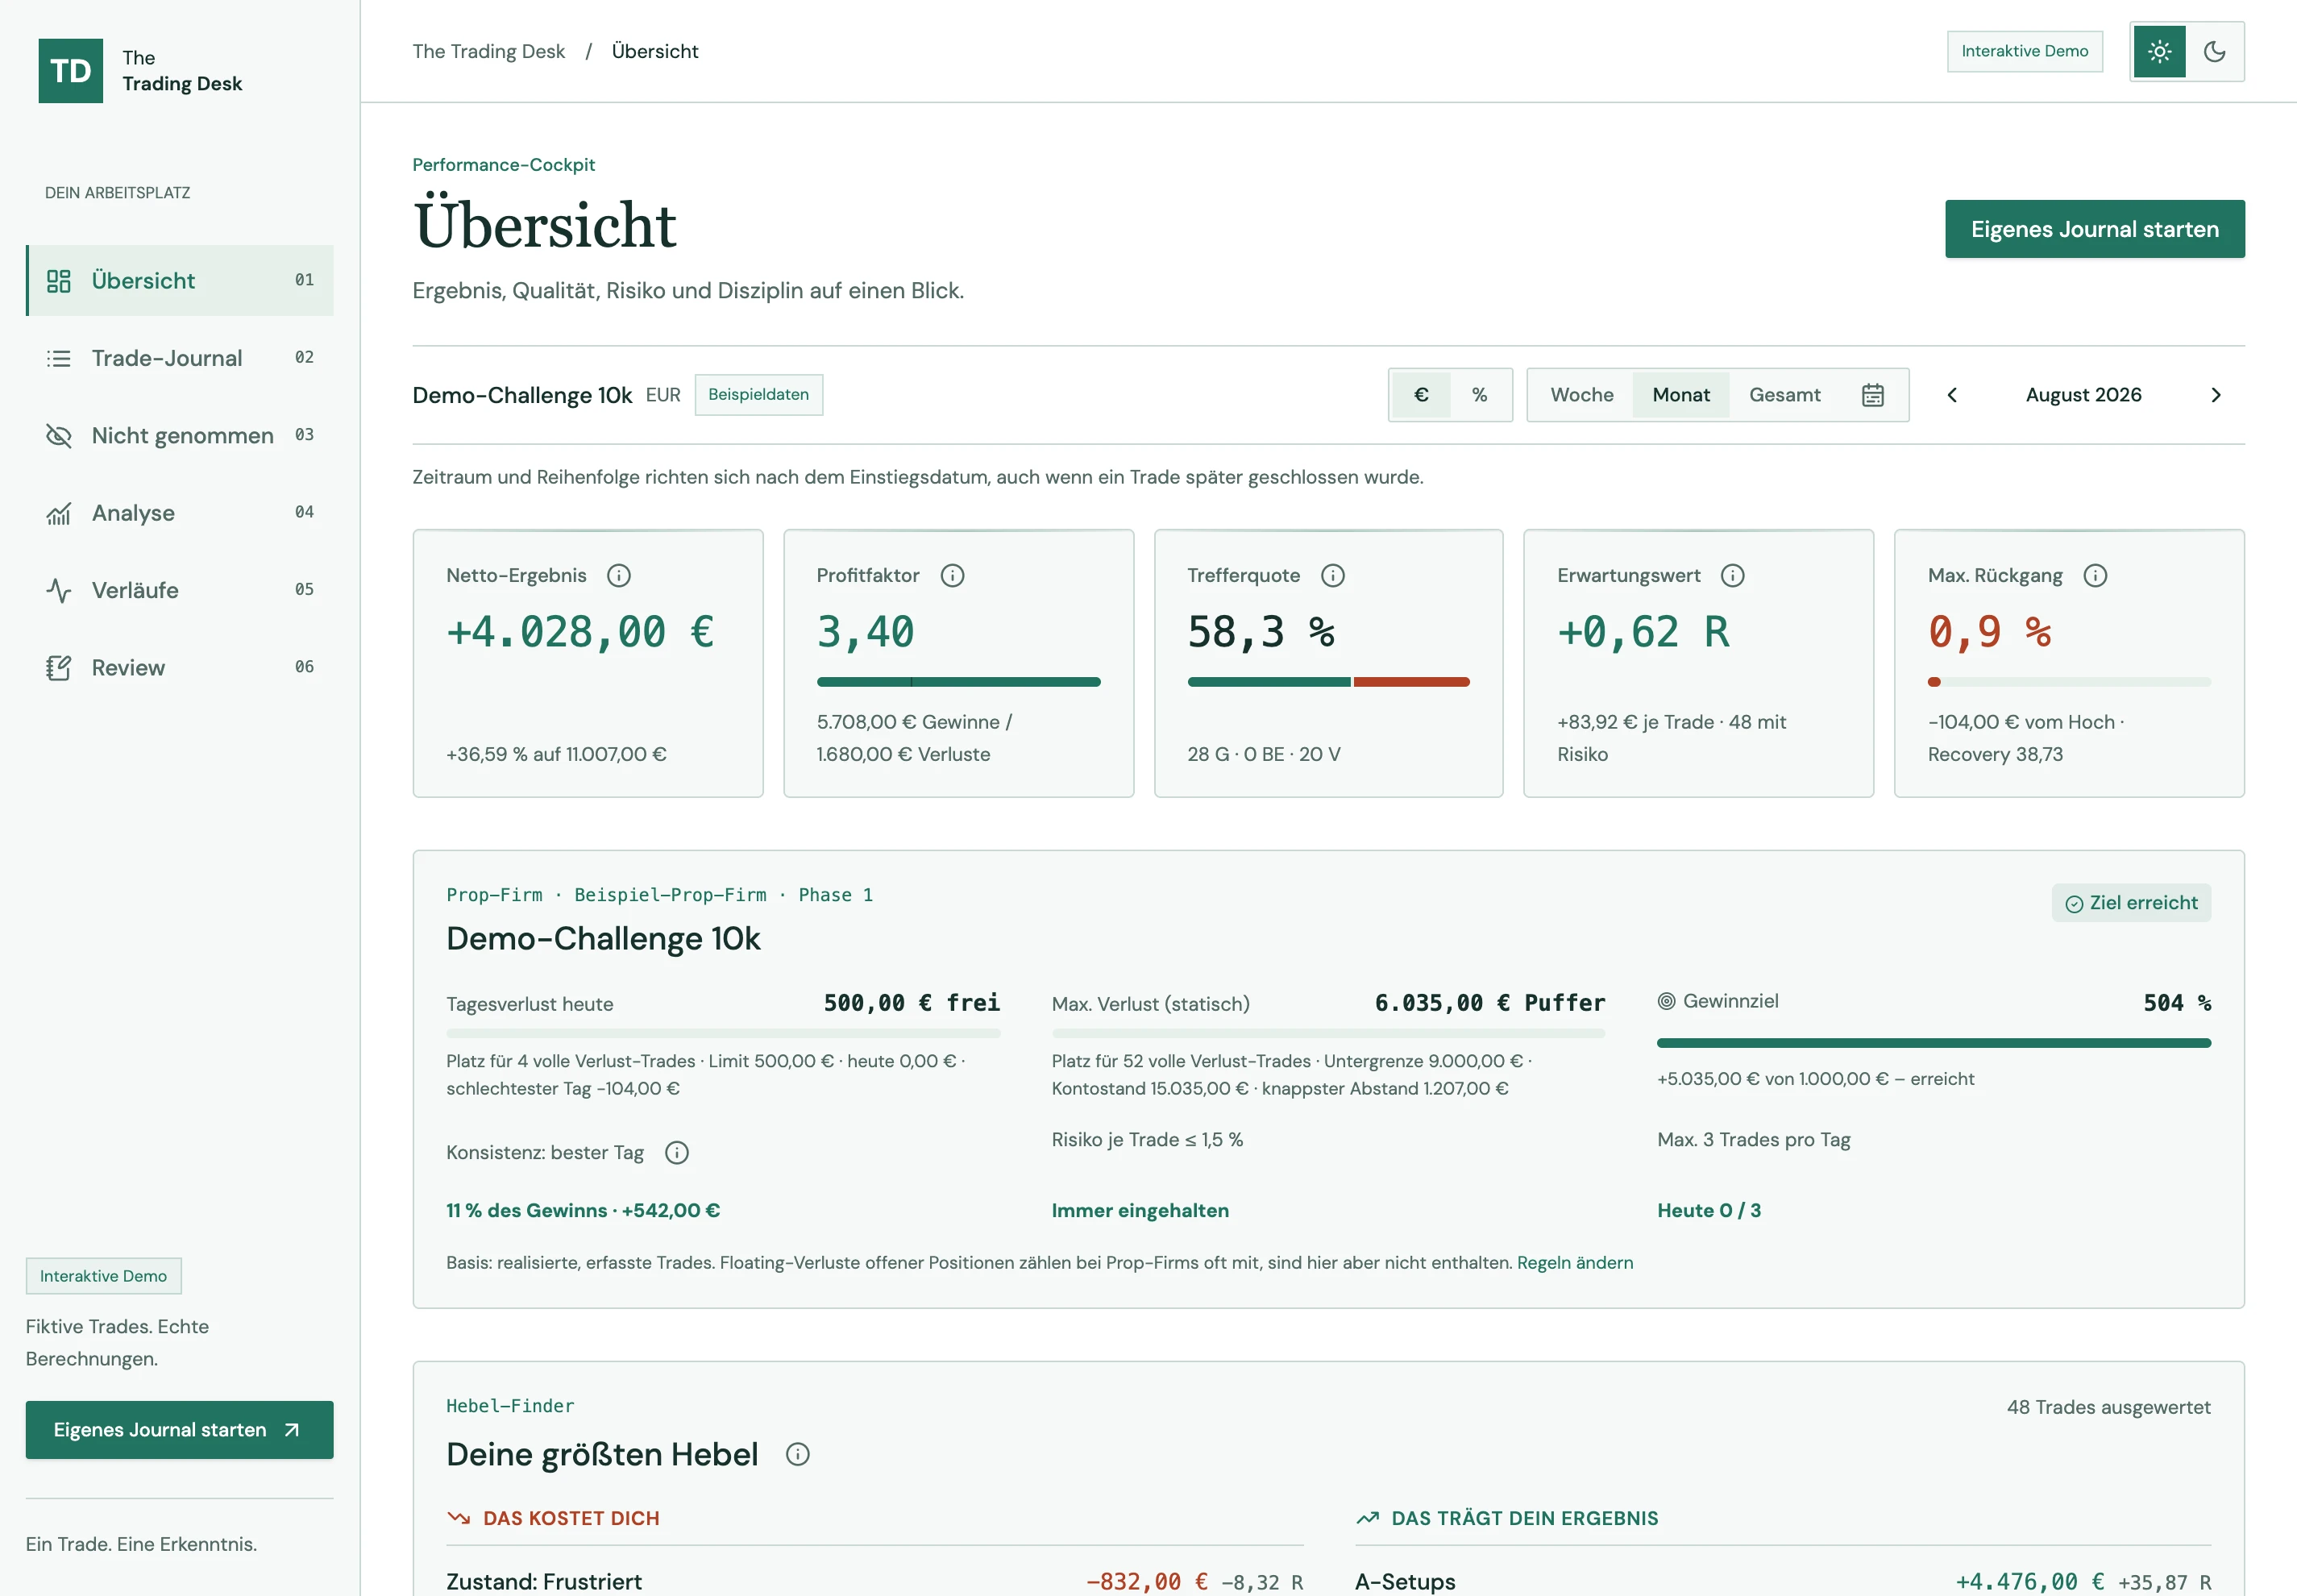 TD
The
Trading Desk
DEIN ARBEITSPLATZ
Übersicht 01
Trade-Journal 02
Nicht genommen 03
Analyse 04
Verläufe 05
Review 06
Interaktive Demo
Fiktive Trades. Echte
Berechnungen.
Eigenes Journal starten
Ein Trade. Eine Erkenntnis.
The Trading Desk / Übersicht
Interaktive Demo
Performance-Cockpit
Übersicht
Eigenes Journal starten
Ergebnis, Qualität, Risiko und Disziplin auf einen Blick.
Demo-Challenge 10k EUR Beispieldaten
€ % Woche Monat Gesamt August 2026
Zeitraum und Reihenfolge richten sich nach dem Einstiegsdatum, auch wenn ein Trade später geschlossen wurde.
Netto-Ergebnis
+4.028,00 €
+36,59 % auf 11.007,00 €
Profitfaktor
3,40
5.708,00 € Gewinne /
1.680,00 € Verluste
Trefferquote
58,3 %
28 G · 0 BE · 20 V
Erwartungswert
+0,62 R
+83,92 € je Trade · 48 mit
Risiko
Max. Rückgang
0,9 %
-104,00 € vom Hoch ·
Recovery 38,73
Prop-Firm · Beispiel-Prop-Firm · Phase 1
Ziel erreicht
Demo-Challenge 10k
Tagesverlust heute 500,00 € frei
Platz für 4 volle Verlust-Trades · Limit 500,00 € · heute 0,00 € ·
schlechtester Tag -104,00 €
Max. Verlust (statisch) 6.035,00 € Puffer
Platz für 52 volle Verlust-Trades · Untergrenze 9.000,00 € ·
Kontostand 15.035,00 € · knappster Abstand 1.207,00 €
Gewinnziel 504 %
+5.035,00 € von 1.000,00 € – erreicht
Konsistenz: bester Tag
11 % des Gewinns · +542,00 €
Risiko je Trade ≤ 1,5 %
Immer eingehalten
Max. 3 Trades pro Tag
Heute 0 / 3
Basis: realisierte, erfasste Trades. Floating-Verluste offener Positionen zählen bei Prop-Firms oft mit, sind hier aber nicht enthalten. Regeln ändern
Hebel-Finder
48 Trades ausgewertet
Deine größten Hebel
DAS KOSTET DICH
Zustand: Frustriert -832,00 € -8,32 R
DAS TRÄGT DEIN ERGEBNIS
A-Setups +4.476,00 € +35,87 R